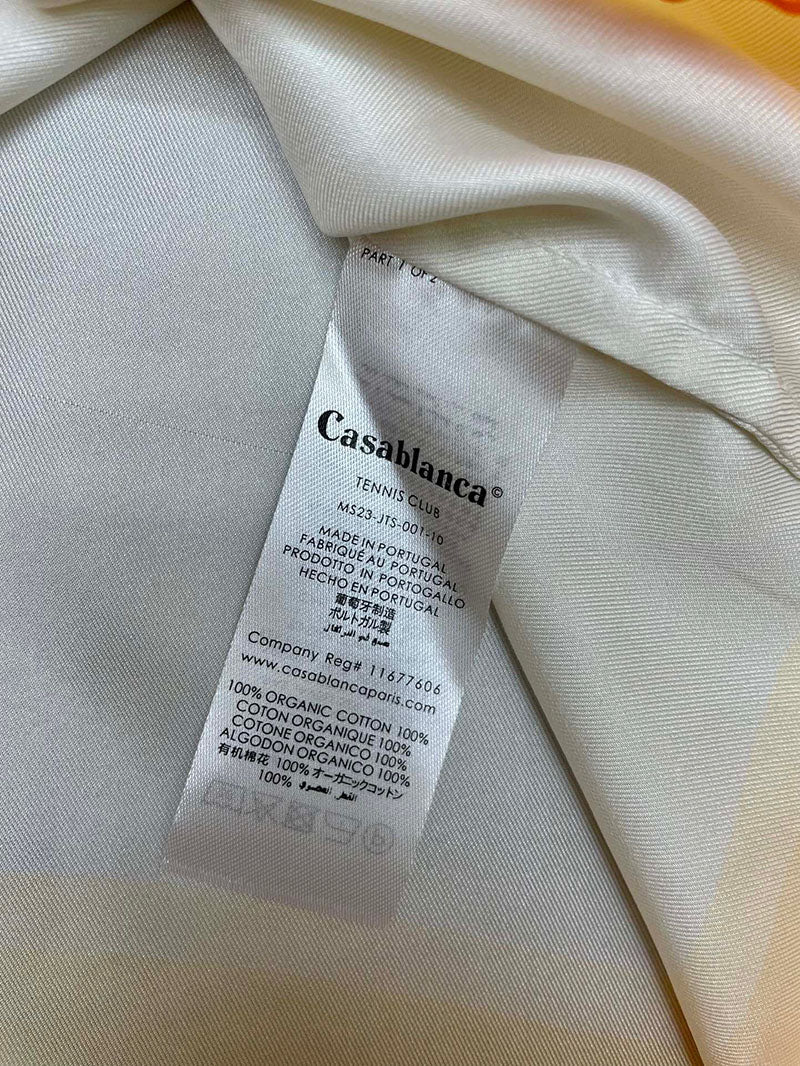 PART 1 OF 2
Casablanca©
TENNIS CLUB
MS23-JTS-001-10
MADE IN PORTUGAL
FABRIQUÉ AU PORTUGAL
PRODOTTO IN PORTOGALLO
HECHO EN PORTUGAL
葡萄牙制造
ポルトガル製
صنع في البرتغال
Company Reg# 11677606
www.casablancaparis.com
100% ORGANIC COTTON 100%
COTON ORGANIQUE 100%
COTONE ORGANICO 100%
ALGODON ORGANICO 100%
有机棉花 100% オーガニックコットン
100% القطن العضوي